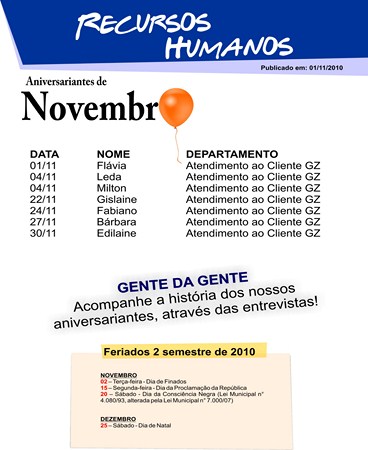 RECURSOS
HUMANOS
Publicado em: 01/11/2010
Aniversariantes de
Novembr
DATA NOME DEPARTAMENTO
01/11 Flávia Atendimento ao Cliente GZ
04/11 Leda Atendimento ao Cliente GZ
04/11 Milton Atendimento ao Cliente GZ
22/11 Gislaine Atendimento ao Cliente GZ
24/11 Fabiano Atendimento ao Cliente GZ
27/11 Bárbara Atendimento ao Cliente GZ
30/11 Edilaine Atendimento ao Cliente GZ
GENTE DA GENTE
Acompanhe a história dos nossos
aniversariantes, através das entrevistas!
Feriados 2 semestre de 2010
NOVEMBRO
02 – Terça-feira - Dia de Finados
15 – Segunda-feira - Dia da Proclamação da República
20 – Sábado - Dia da Consciência Negra (Lei Municipal n°
4.080/93, alterada pela Lei Municipal n° 7.000/07)
DEZEMBRO
25 – Sábado - Dia de Natal